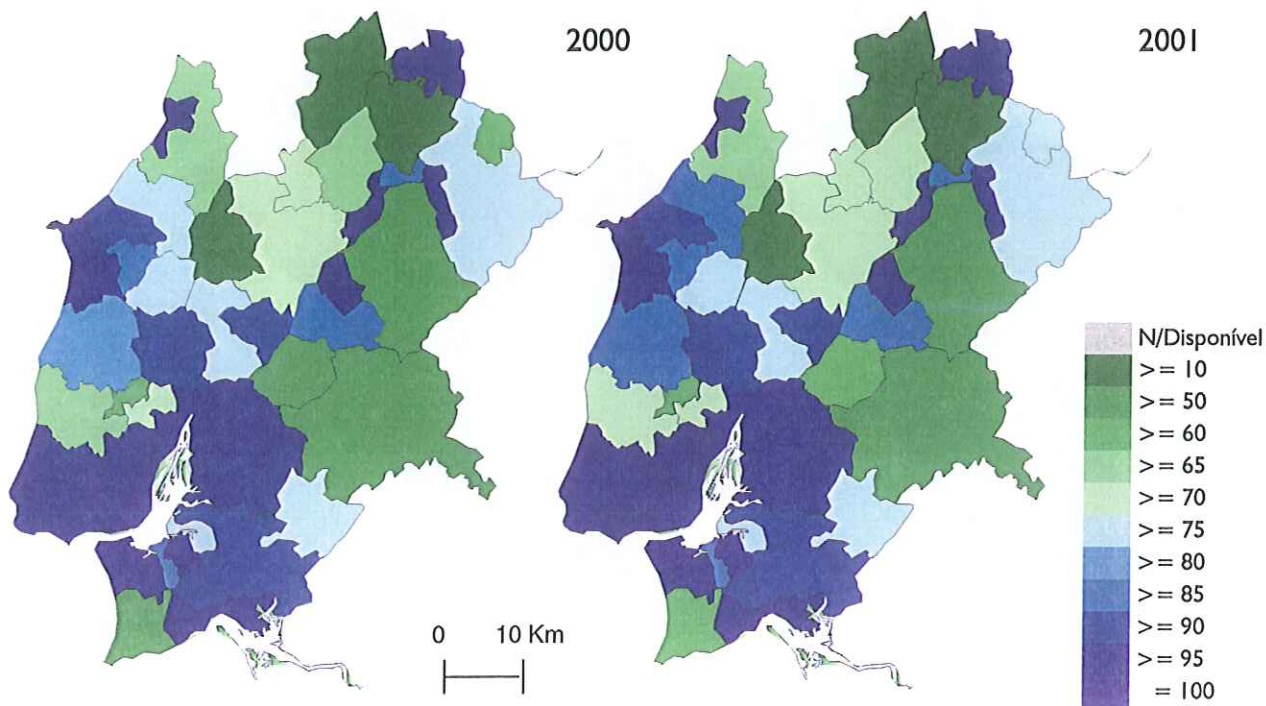 2000
2001
N/Disponível
> = 10
> = 50
> = 60
> = 65
> = 70
> = 75
> = 80
> = 85
> = 90
> = 95
= 100
0 10 Km